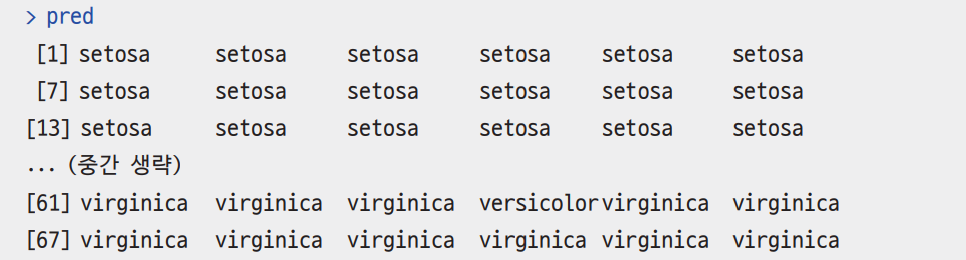 > pred
[1] setosa setosa setosa setosa setosa setosa
[7] setosa setosa setosa setosa setosa setosa
[13] setosa setosa setosa setosa setosa setosa
... (중간 생략)
[61] virginica virginica virginica versicolor virginica virginica
[67] virginica virginica virginica virginica virginica virginica